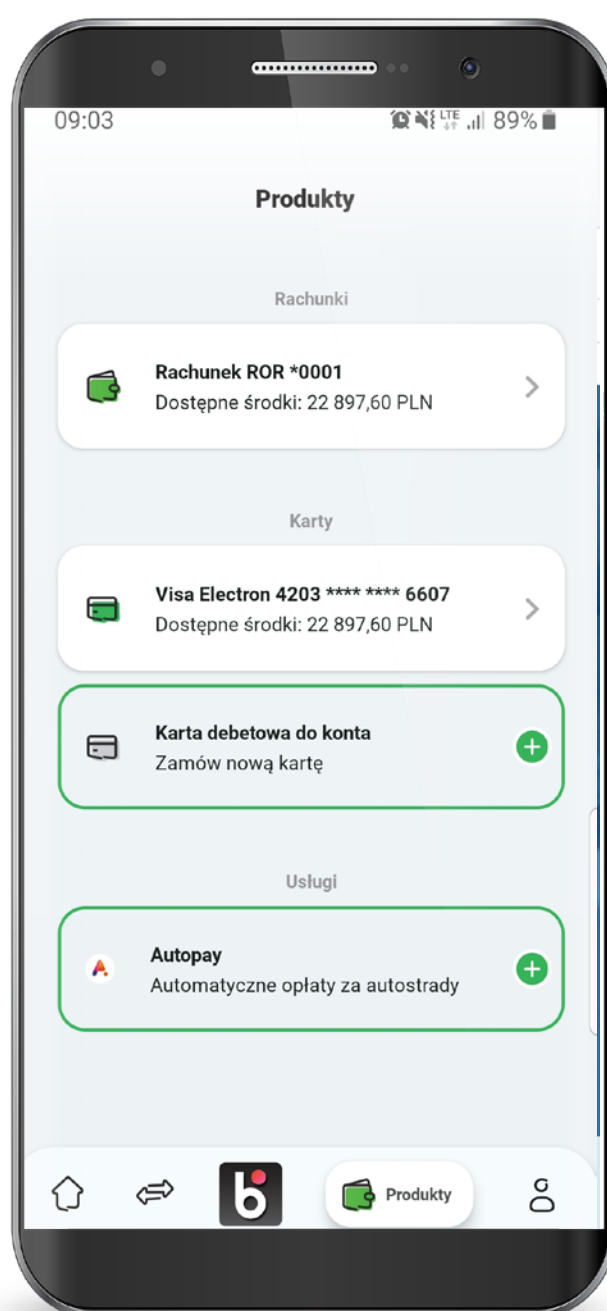 09:03
LTE
89%
Produkty
Rachunki
Rachunek ROR *0001
Dostępne środki: 22 897,60 PLN
Karty
Visa Electron 4203 **** **** 6607
Dostępne środki: 22 897,60 PLN
Karta debetowa do konta
Zamów nową kartę
Usługi
Autopay
Automatyczne opłaty za autostrady
Produkty